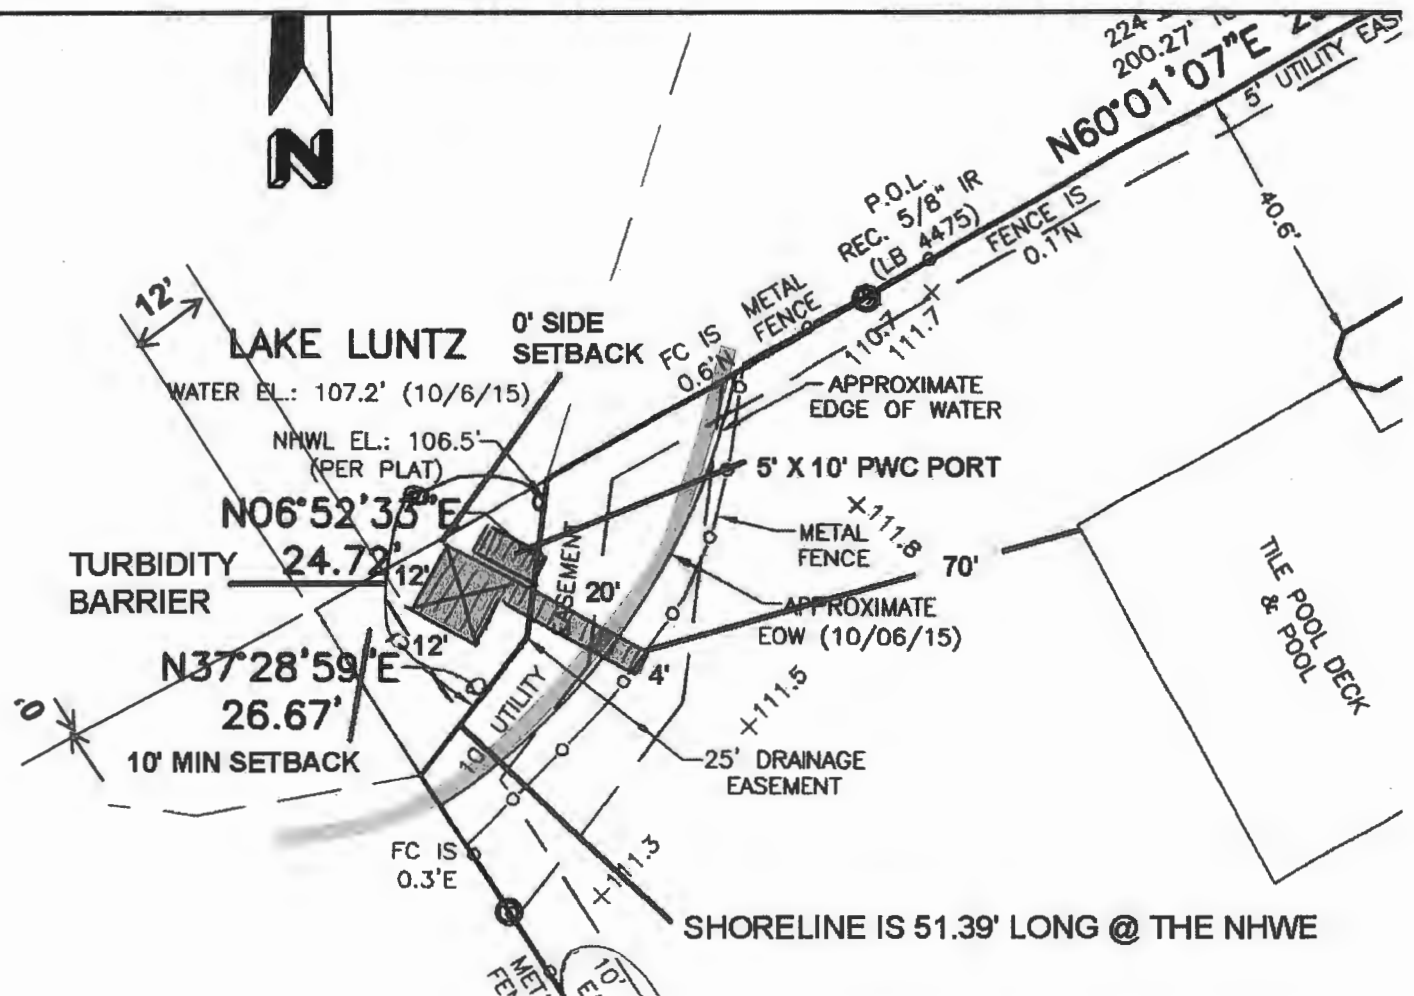 N
200.27'
N60°01'07"E
5' UTILITY EAS
40.6'
P.O.L.
REC. 5/8" IR
(LB 4475)
FENCE IS
0.1'N
METAL
FENCE
FC IS
0.6'N
110.7
111.7
12'
LAKE LUNTZ
WATER EL.: 107.2' (10/6/15)
0' SIDE
SETBACK
NHWL EL.: 106.5'
(PER PLAT)
APPROXIMATE
EDGE OF WATER
5' X 10' PWC PORT
N06°52'33"E
24.72'
111.8
METAL
FENCE
TURBIDITY
BARRIER
12'
12'
20'
70'
4'
APPROXIMATE
EOW (10/06/15)
TILE POOL DECK
& POOL
N37°28'59"E
26.67'
10' UTILITY
EASEMENT
111.5
0'
10' MIN SETBACK
25' DRAINAGE
EASEMENT
FC IS
0.3'E
111.3
SHORELINE IS 51.39' LONG @ THE NHWE
10'